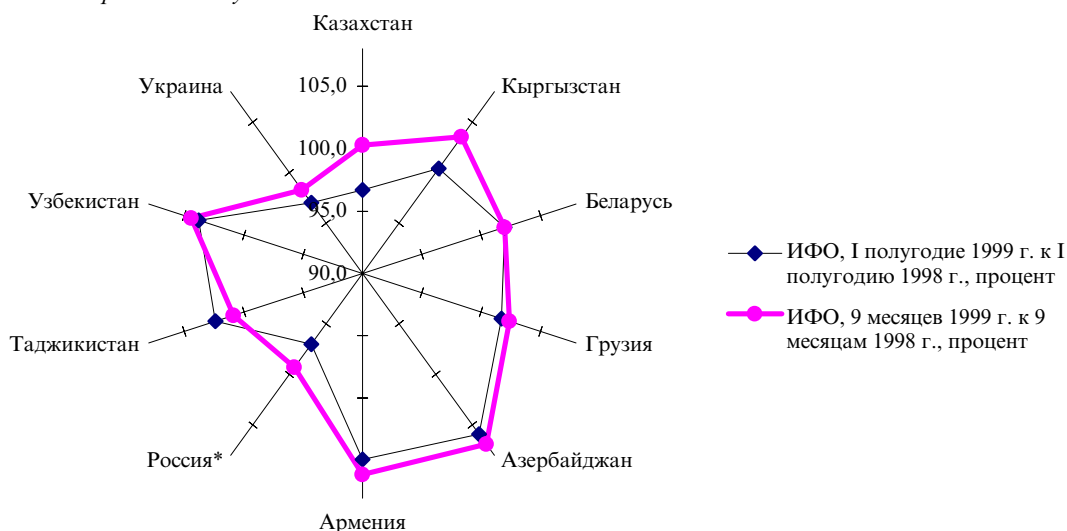 Казахстан
105,0
Украина
Кыргызстан
100,0
Узбекистан
95,0
Беларусь
ИФО, I полугодие 1999 г. к I
полугодию 1998 г., процент
90,0
ИФО, 9 месяцев 1999 г. к 9
месяцам 1998 г., процент
Таджикистан
Грузия
Россия*
Азербайджан
Армения